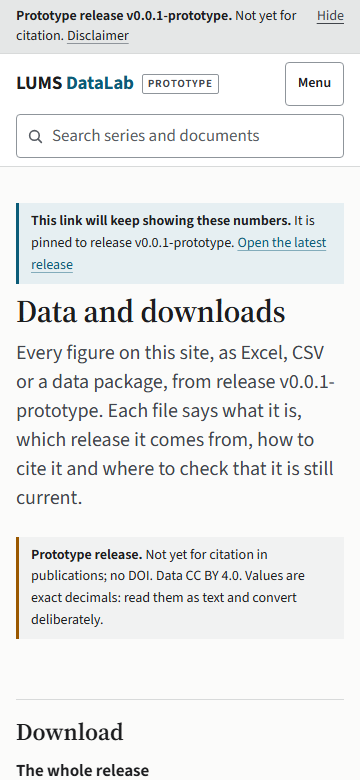 Prototype release v0.0.1-prototype. Not yet for
citation. Disclaimer
Hide
LUMS DataLab
PROTOTYPE
Menu
Search series and documents
This link will keep showing these numbers. It is
pinned to release v0.0.1-prototype. Open the latest
release
Data and downloads
Every figure on this site, as Excel, CSV
or a data package, from release v0.0.1-
prototype. Each file says what it is,
which release it comes from, how to
cite it and where to check that it is still
current.
Prototype release. Not yet for citation in
publications; no DOI. Data CC BY 4.0. Values are
exact decimals: read them as text and convert
deliberately.
Download
The whole release